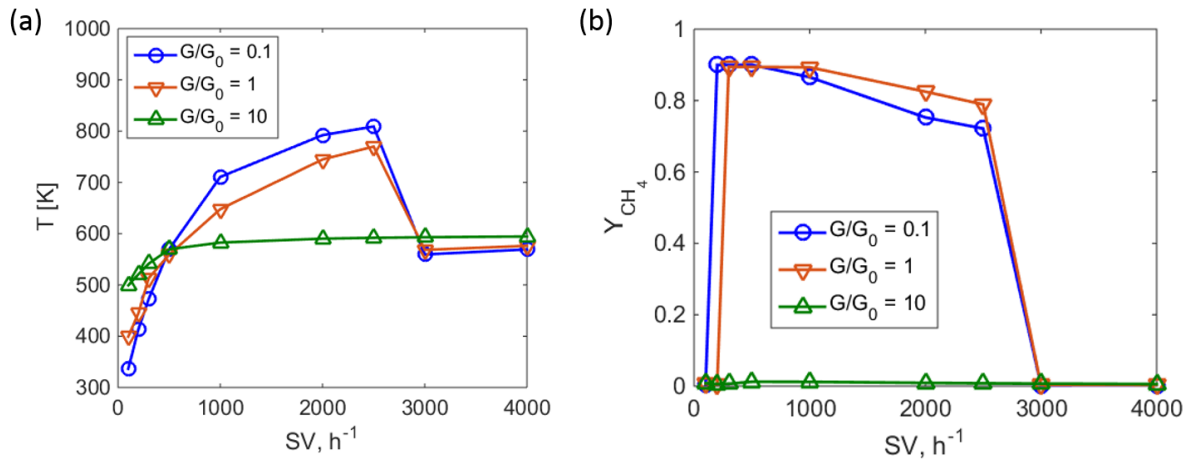 (a)
1000
900
800
700
600
500
400
300
T [K]
G/G0 = 0.1
G/G0 = 1
G/G0 = 10
0
1000
2000
3000
4000
SV, h-1
(b)
1
0.8
0.6
0.4
0.2
0
YCH4
G/G0 = 0.1
G/G0 = 1
G/G0 = 10
0
1000
2000
3000
4000
SV, h-1